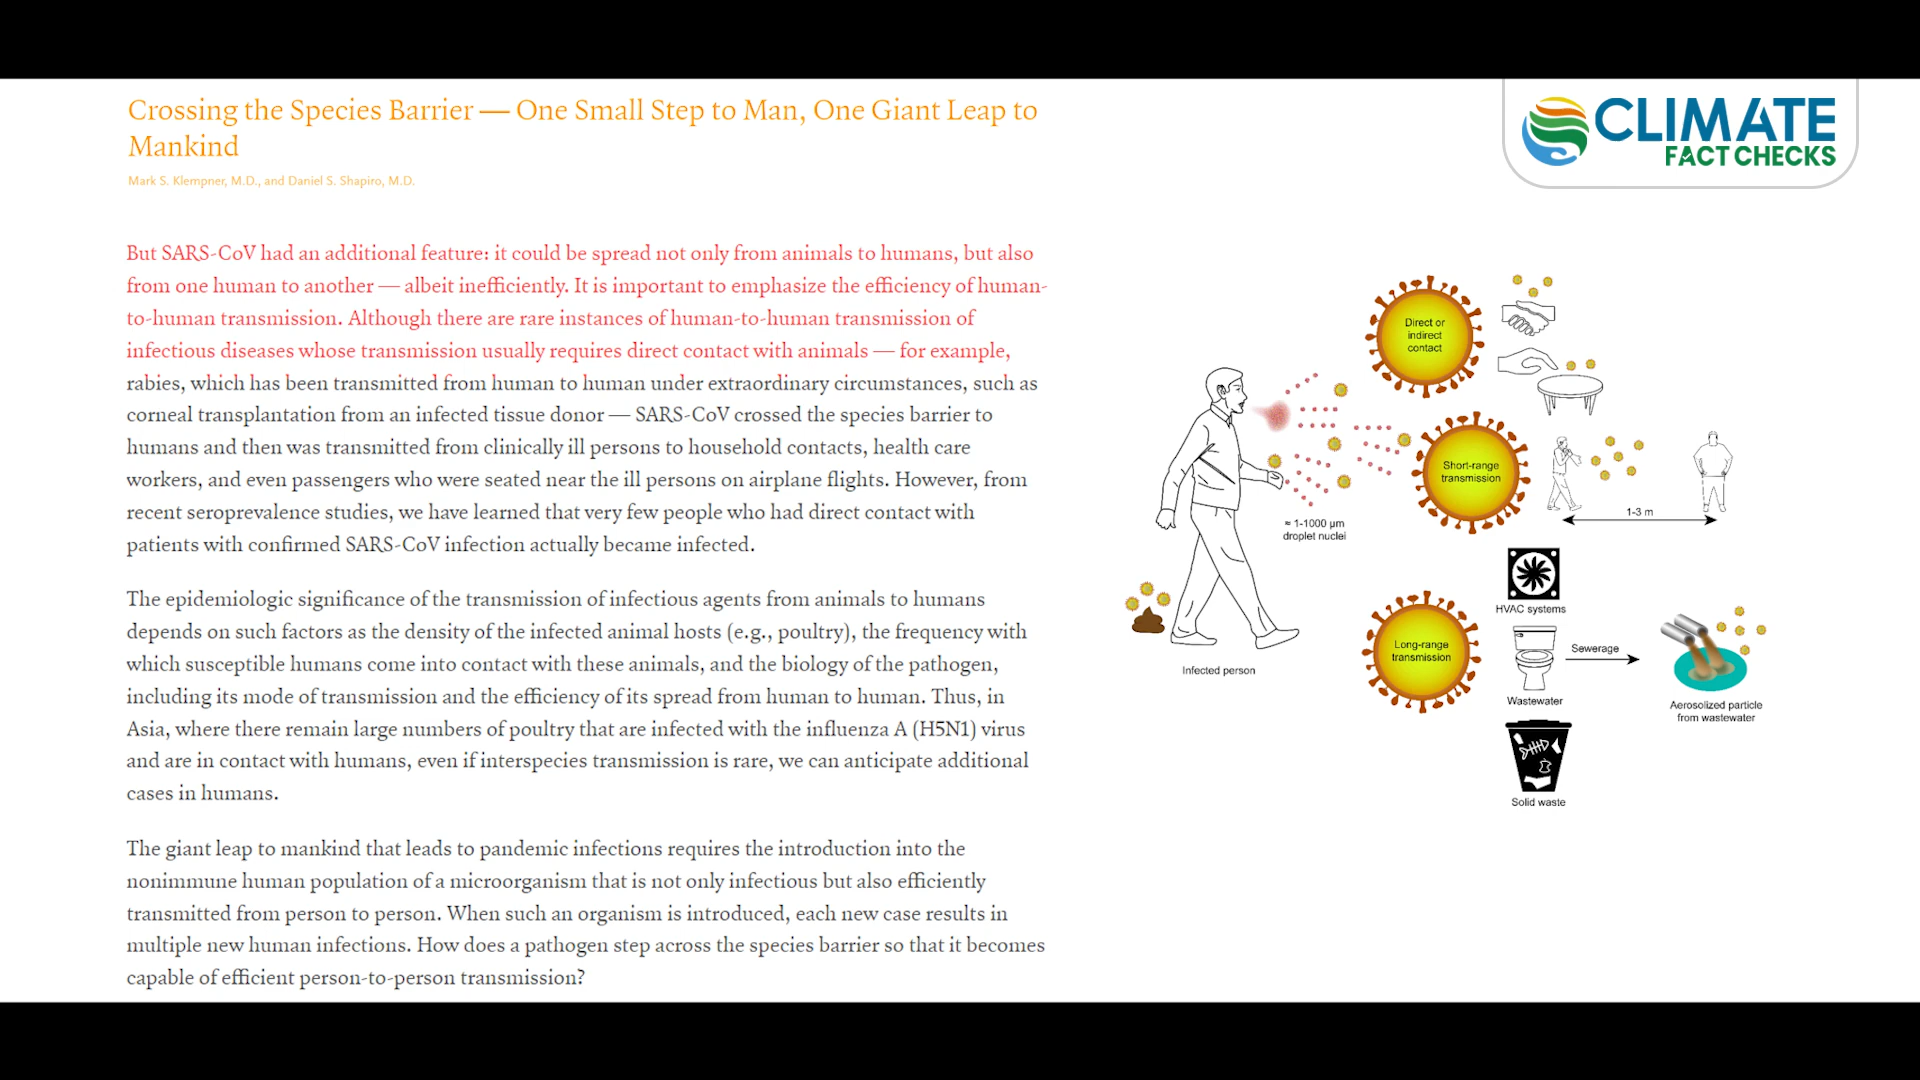 Crossing the Species Barrier — One Small Step to Man, One Giant Leap to
Mankind
Mark S. Klempner, M.D., and Daniel S. Shapiro, M.D.
But SARS-CoV had an additional feature: it could be spread not only from animals to humans, but also
from one human to another — albeit inefficiently. It is important to emphasize the efficiency of human-
to-human transmission. Although there are rare instances of human-to-human transmission of
infectious diseases whose transmission usually requires direct contact with animals — for example,
rabies, which has been transmitted from human to human under extraordinary circumstances, such as
corneal transplantation from an infected tissue donor — SARS-CoV crossed the species barrier to
humans and then was transmitted from clinically ill persons to household contacts, health care
workers, and even passengers who were seated near the ill persons on airplane flights. However, from
recent seroprevalence studies, we have learned that very few people who had direct contact with
patients with confirmed SARS-CoV infection actually became infected.
The epidemiologic significance of the transmission of infectious agents from animals to humans
depends on such factors as the density of the infected animal hosts (e.g., poultry), the frequency with
which susceptible humans come into contact with these animals, and the biology of the pathogen,
including its mode of transmission and the efficiency of its spread from human to human. Thus, in
Asia, where there remain large numbers of poultry that are infected with the influenza A (H5N1) virus
and are in contact with humans, even if interspecies transmission is rare, we can anticipate additional
cases in humans.
The giant leap to mankind that leads to pandemic infections requires the introduction into the
nonimmune human population of a microorganism that is not only infectious but also efficiently
transmitted from person to person. When such an organism is introduced, each new case results in
multiple new human infections. How does a pathogen step across the species barrier so that it becomes
capable of efficient person-to-person transmission?
CLIMATE
FACT CHECKS
Direct or
indirect
contact
Short-range
transmission
1-3 m
≈ 1-1000 µm
droplet nuclei
Infected person
Long-range
transmission
HVAC systems
Sewerage
Wastewater
Aerosolized particle
from wastewater
Solid waste